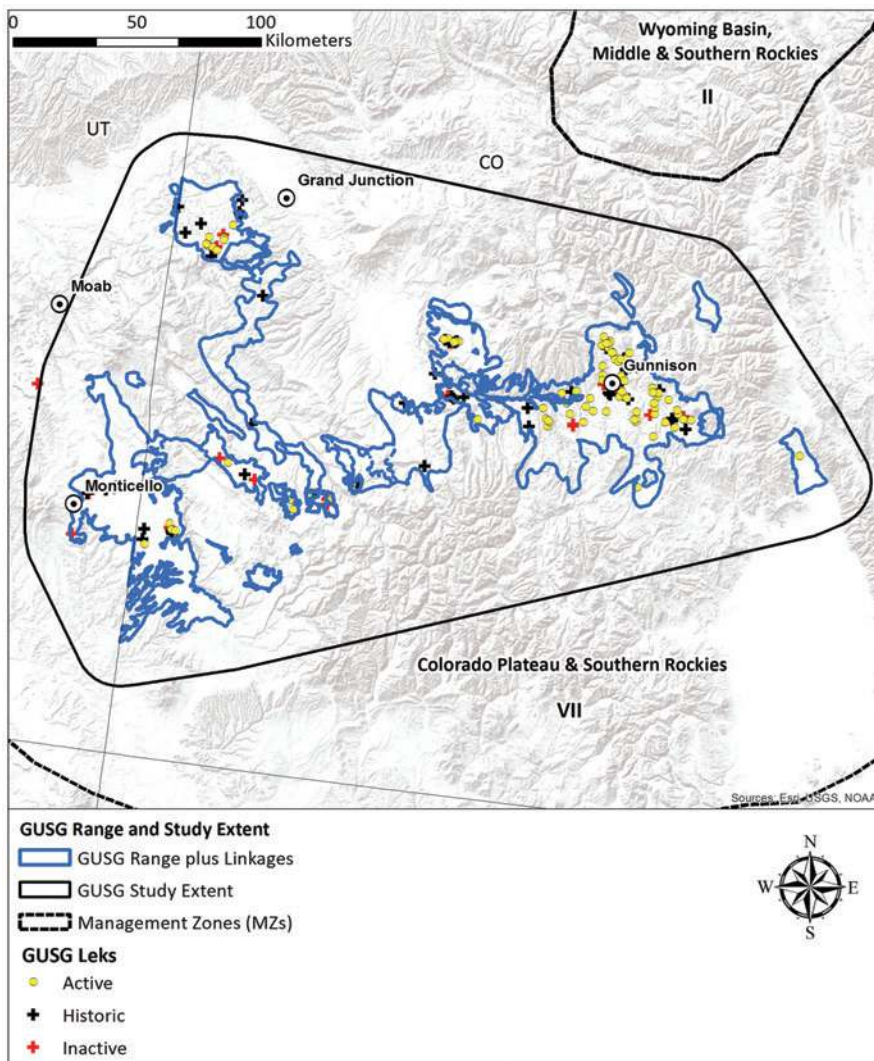 0 50 100
Kilometers
Wyoming Basin,
Middle & Southern Rockies
II
UT
CO
Grand Junction
Moab
Gunnison
Monticello
Colorado Plateau & Southern Rockies
VII
Sources: Esri, USGS, NOAA
GUSG Range and Study Extent
GUSG Range plus Linkages
GUSG Study Extent
Management Zones (MZs)
GUSG Leks
Active
Historic
Inactive
N
W E
S